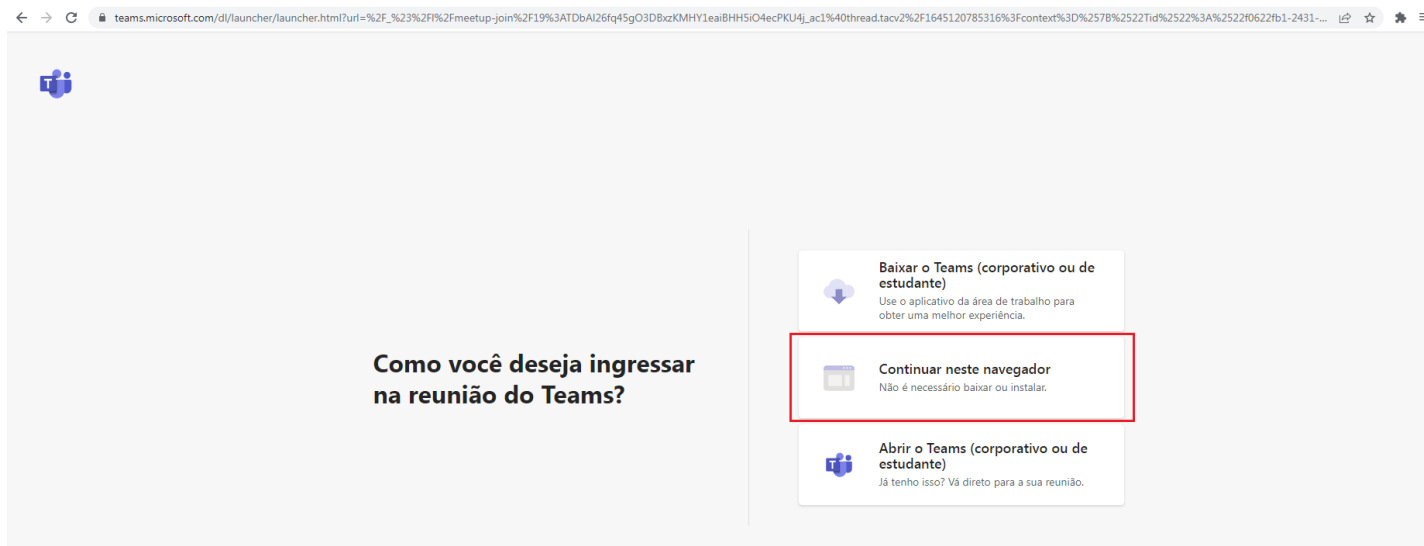 teams.microsoft.com/dl/launcher/launcher.html?url=%2F_%23%2Fl%2Fmeetup-join%2F19%3ATDbAl26fq45gO3DBxzKMHY1eaiBHH5iO4ecPKU4j_ac1%40thread.tacv2%2F1645120785316%3Fcontext%3D%257B%2522Tid%2522%3A%2522f0622fb1-2431-...
Baixar o Teams (corporativo ou de
estudante)
Use o aplicativo da área de trabalho para
obter uma melhor experiência.
Como você deseja ingressar
na reunião do Teams?
Continuar neste navegador
Não é necessário baixar ou instalar.
Abrir o Teams (corporativo ou de
estudante)
Já tenho isso? Vá direto para a sua reunião.